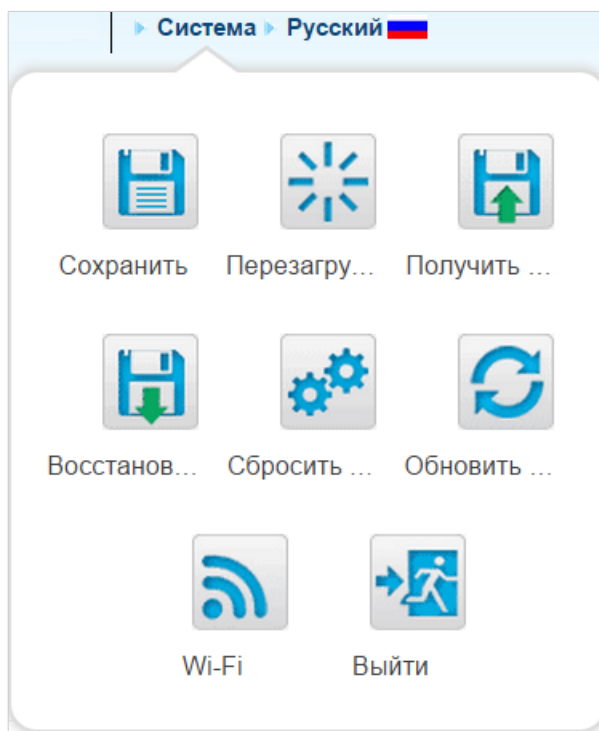 Система Русский
Сохранить Перезагру... Получить ...
Восстанов... Сбросить ... Обновить ...
Wi-Fi Выйти